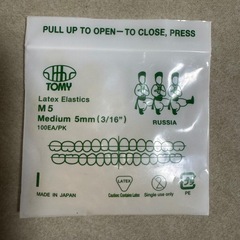 PULL UP TO OPEN—TO CLOSE, PRESS
TOMY
Latex Elastics
M5
Medium 5mm (3/16")
100EA/PK
RUSSIA
LATEX
MADE IN JAPAN
Caution: Contains Latex
Single use only
PE